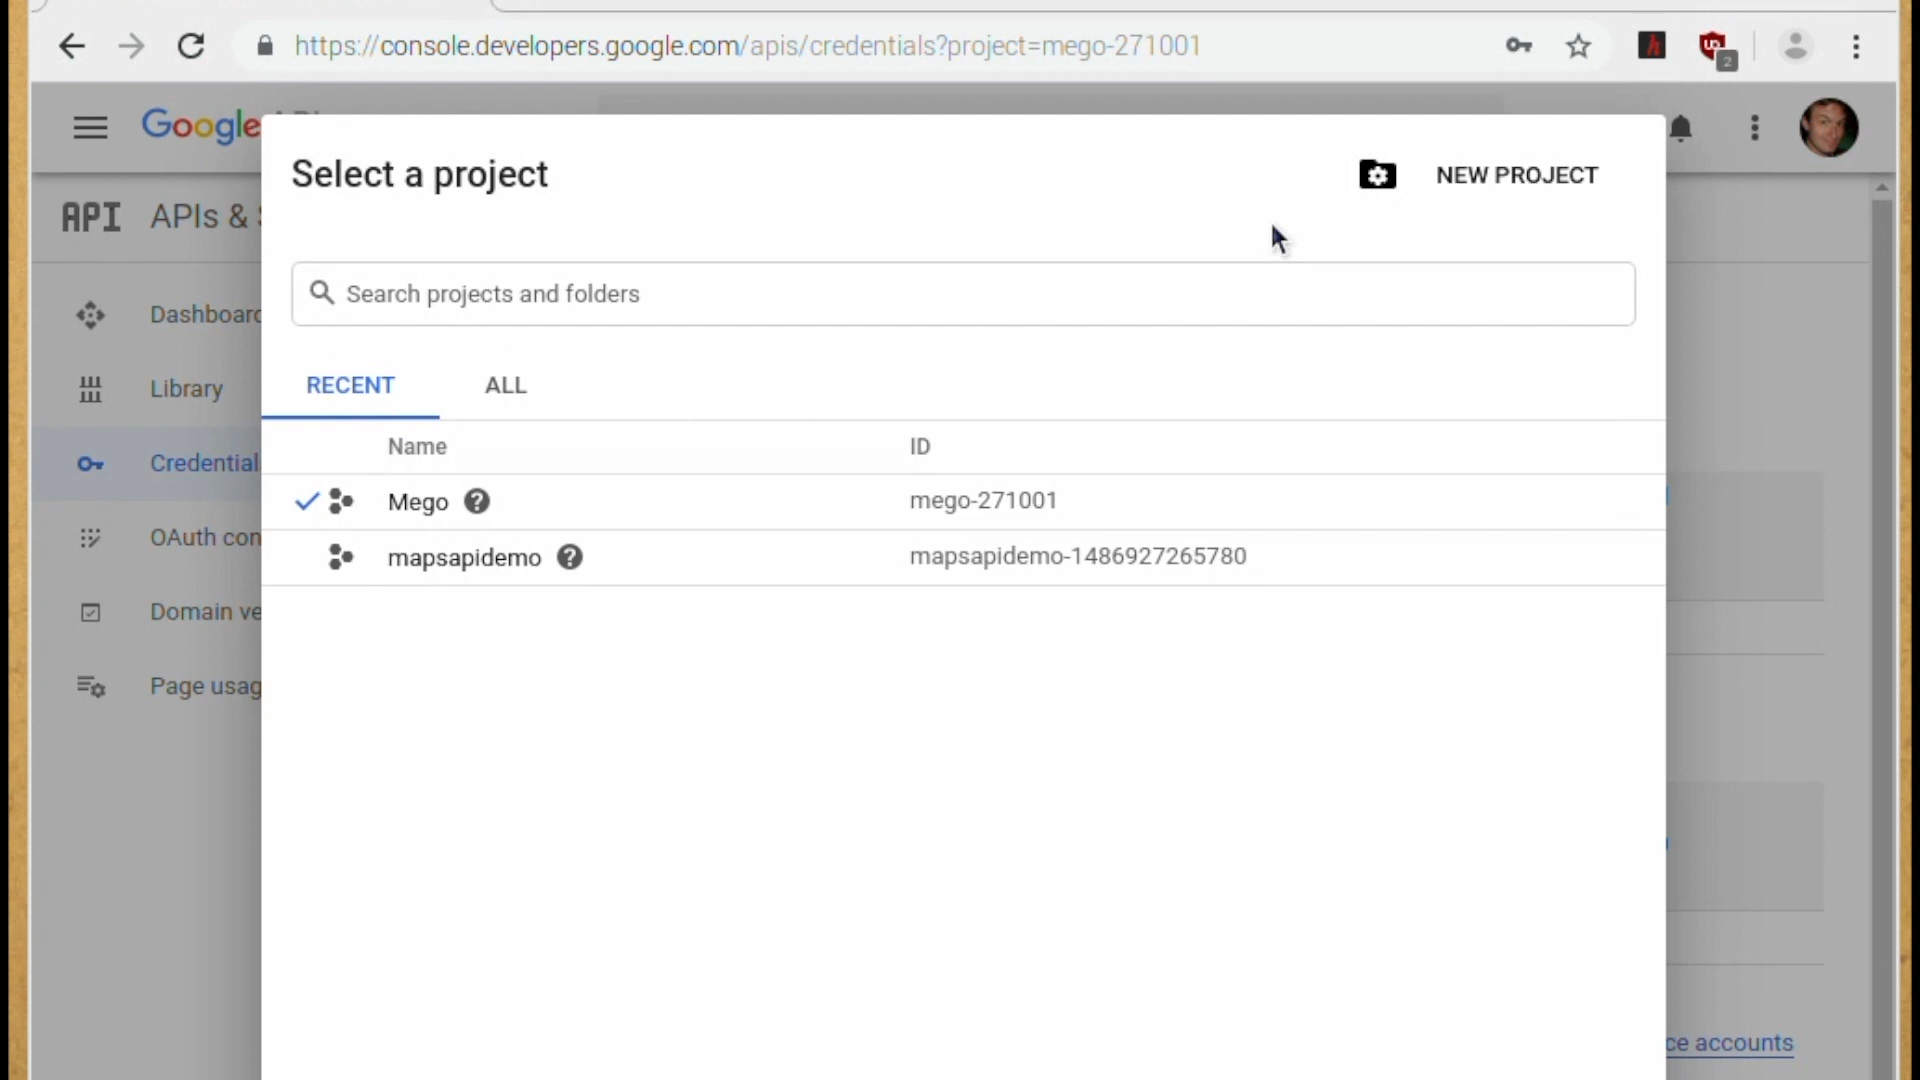 https://console.developers.google.com/apis/credentials?project=mego-271001
2
Google
Select a project
NEW PROJECT
API APIs &
Search projects and folders
Dashboard
RECENT ALL
Library
Name ID
Credential
Mego ? mego-271001
OAuth con
mapsapidemo ? mapsapidemo-1486927265780
Domain ve
Page usag
ce accounts